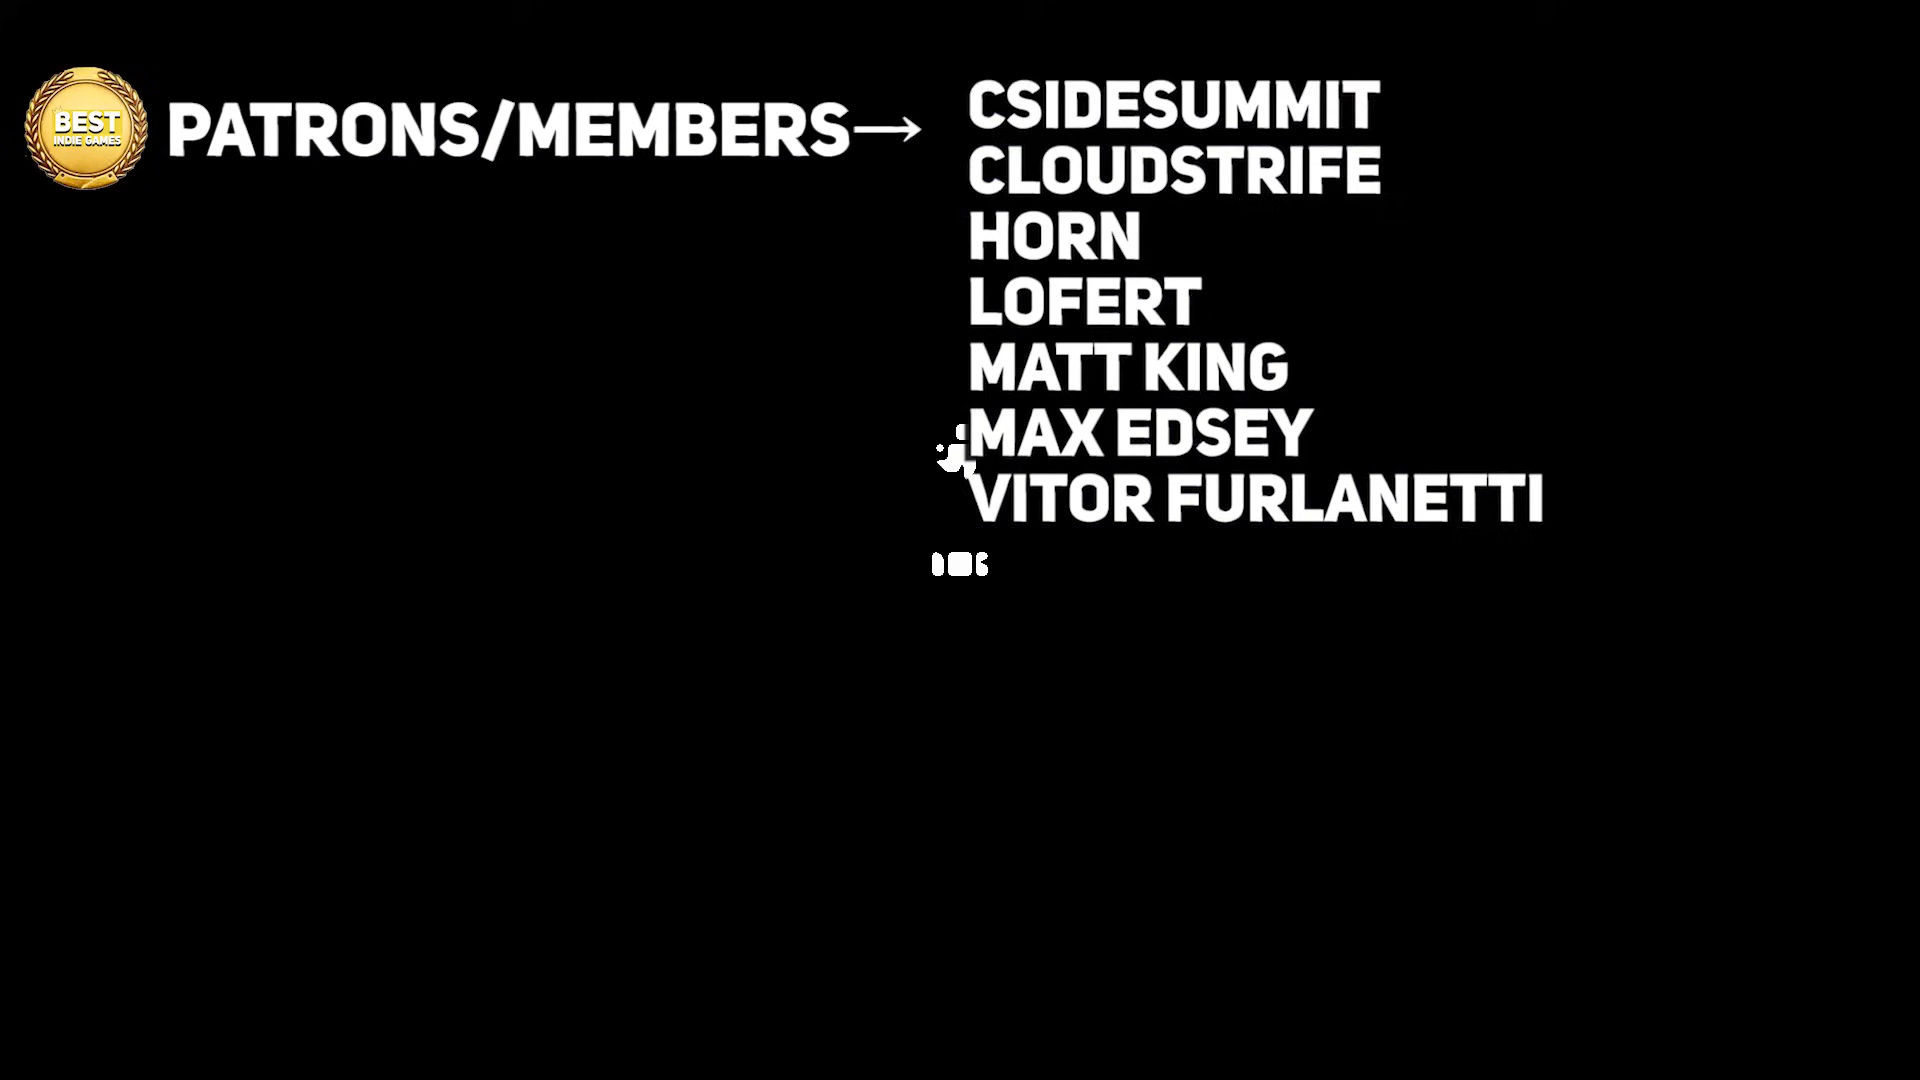 BEST
INDIE GAMES
PATRONS/MEMBERS→
CSIDESUMMIT
CLOUDSTRIFE
HORN
LOFERT
MATT KING
MAX EDSEY
VITOR FURLANETTI